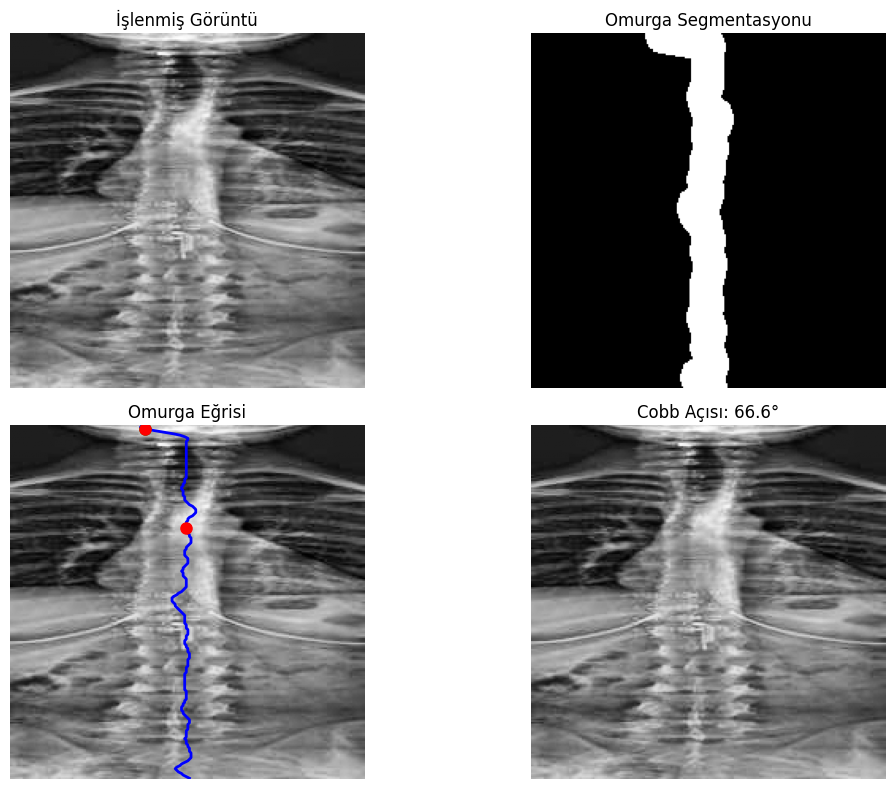 İşlenmiş Görüntü
Omurga Segmentasyonu
Omurga Eğrisi
Cobb Açısı: 66.6°